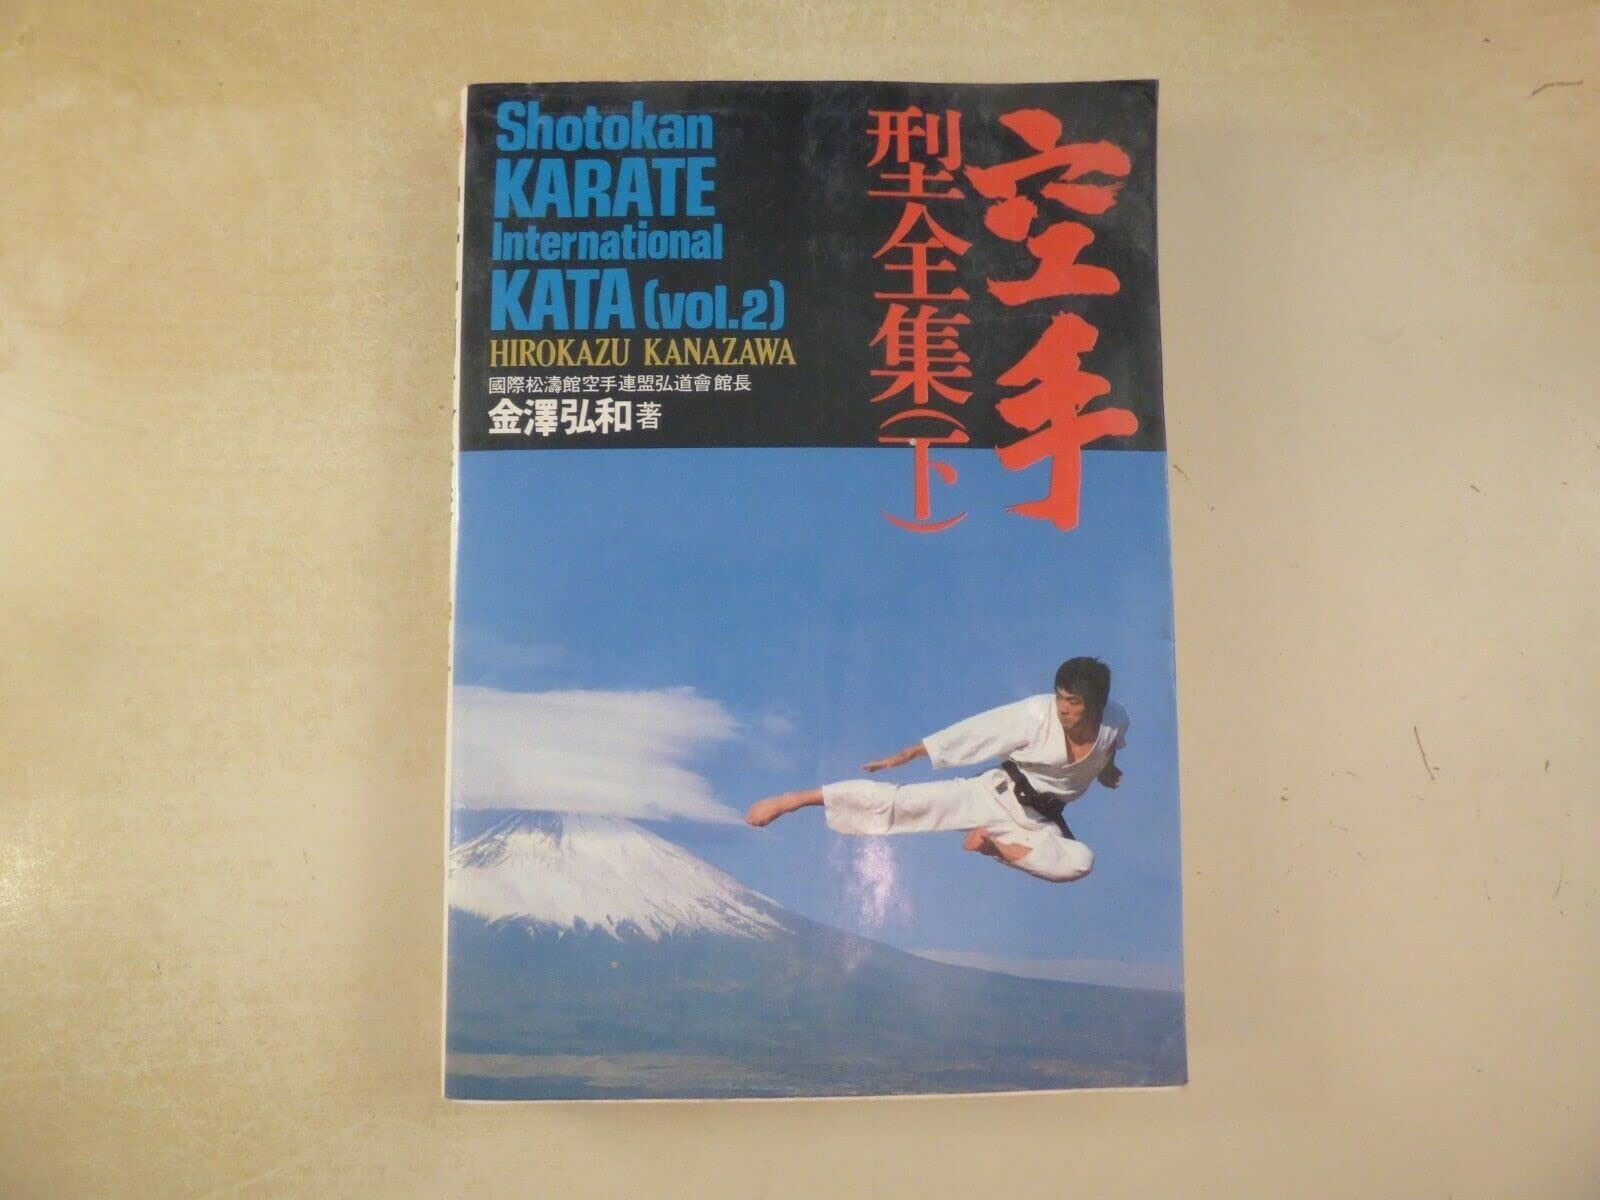 Shotokan
KARATE
International
KATA (vol.2)
HIROKAZU KANAZAWA
國際松濤館空手連盟弘道會館長
金澤弘和著
空手
型全集(下)